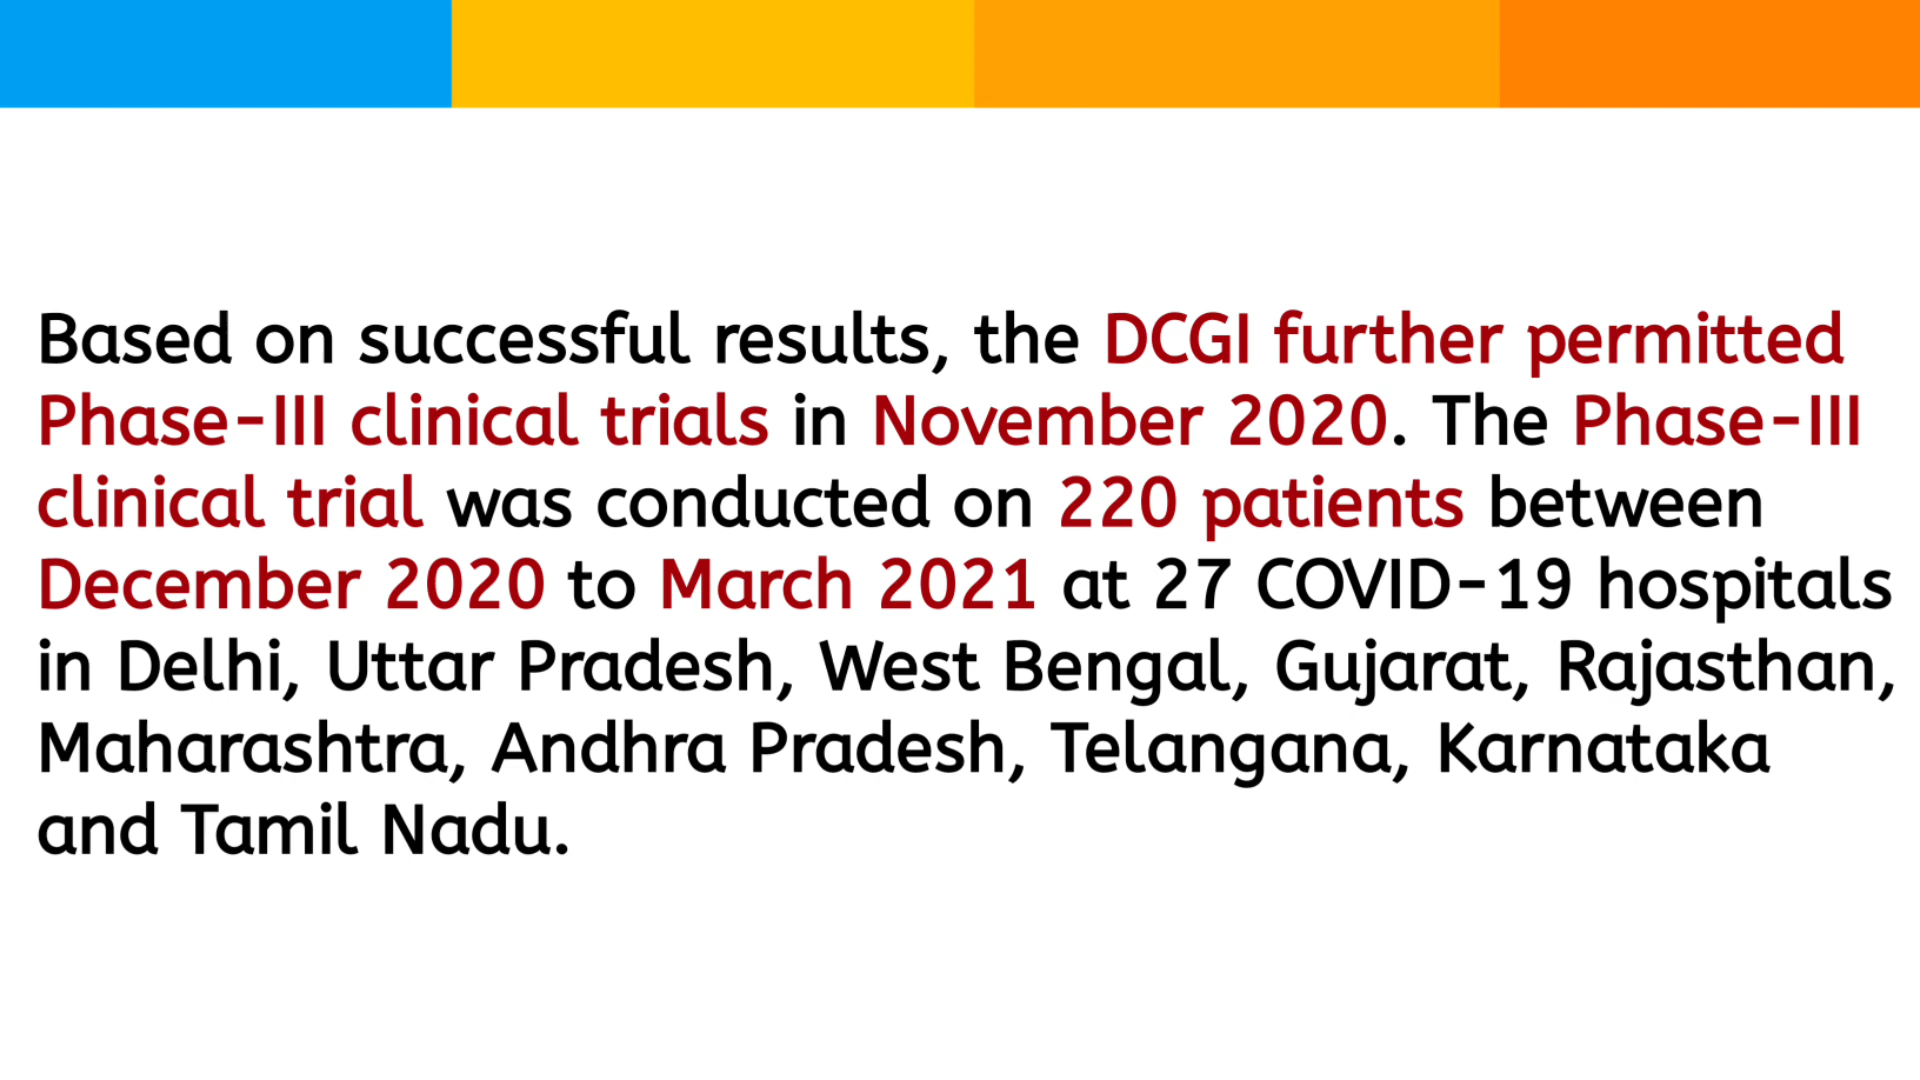 Based on successful results, the DCGI further permitted
Phase-III clinical trials in November 2020. The Phase-III
clinical trial was conducted on 220 patients between
December 2020 to March 2021 at 27 COVID-19 hospitals
in Delhi, Uttar Pradesh, West Bengal, Gujarat, Rajasthan,
Maharashtra, Andhra Pradesh, Telangana, Karnataka
and Tamil Nadu.